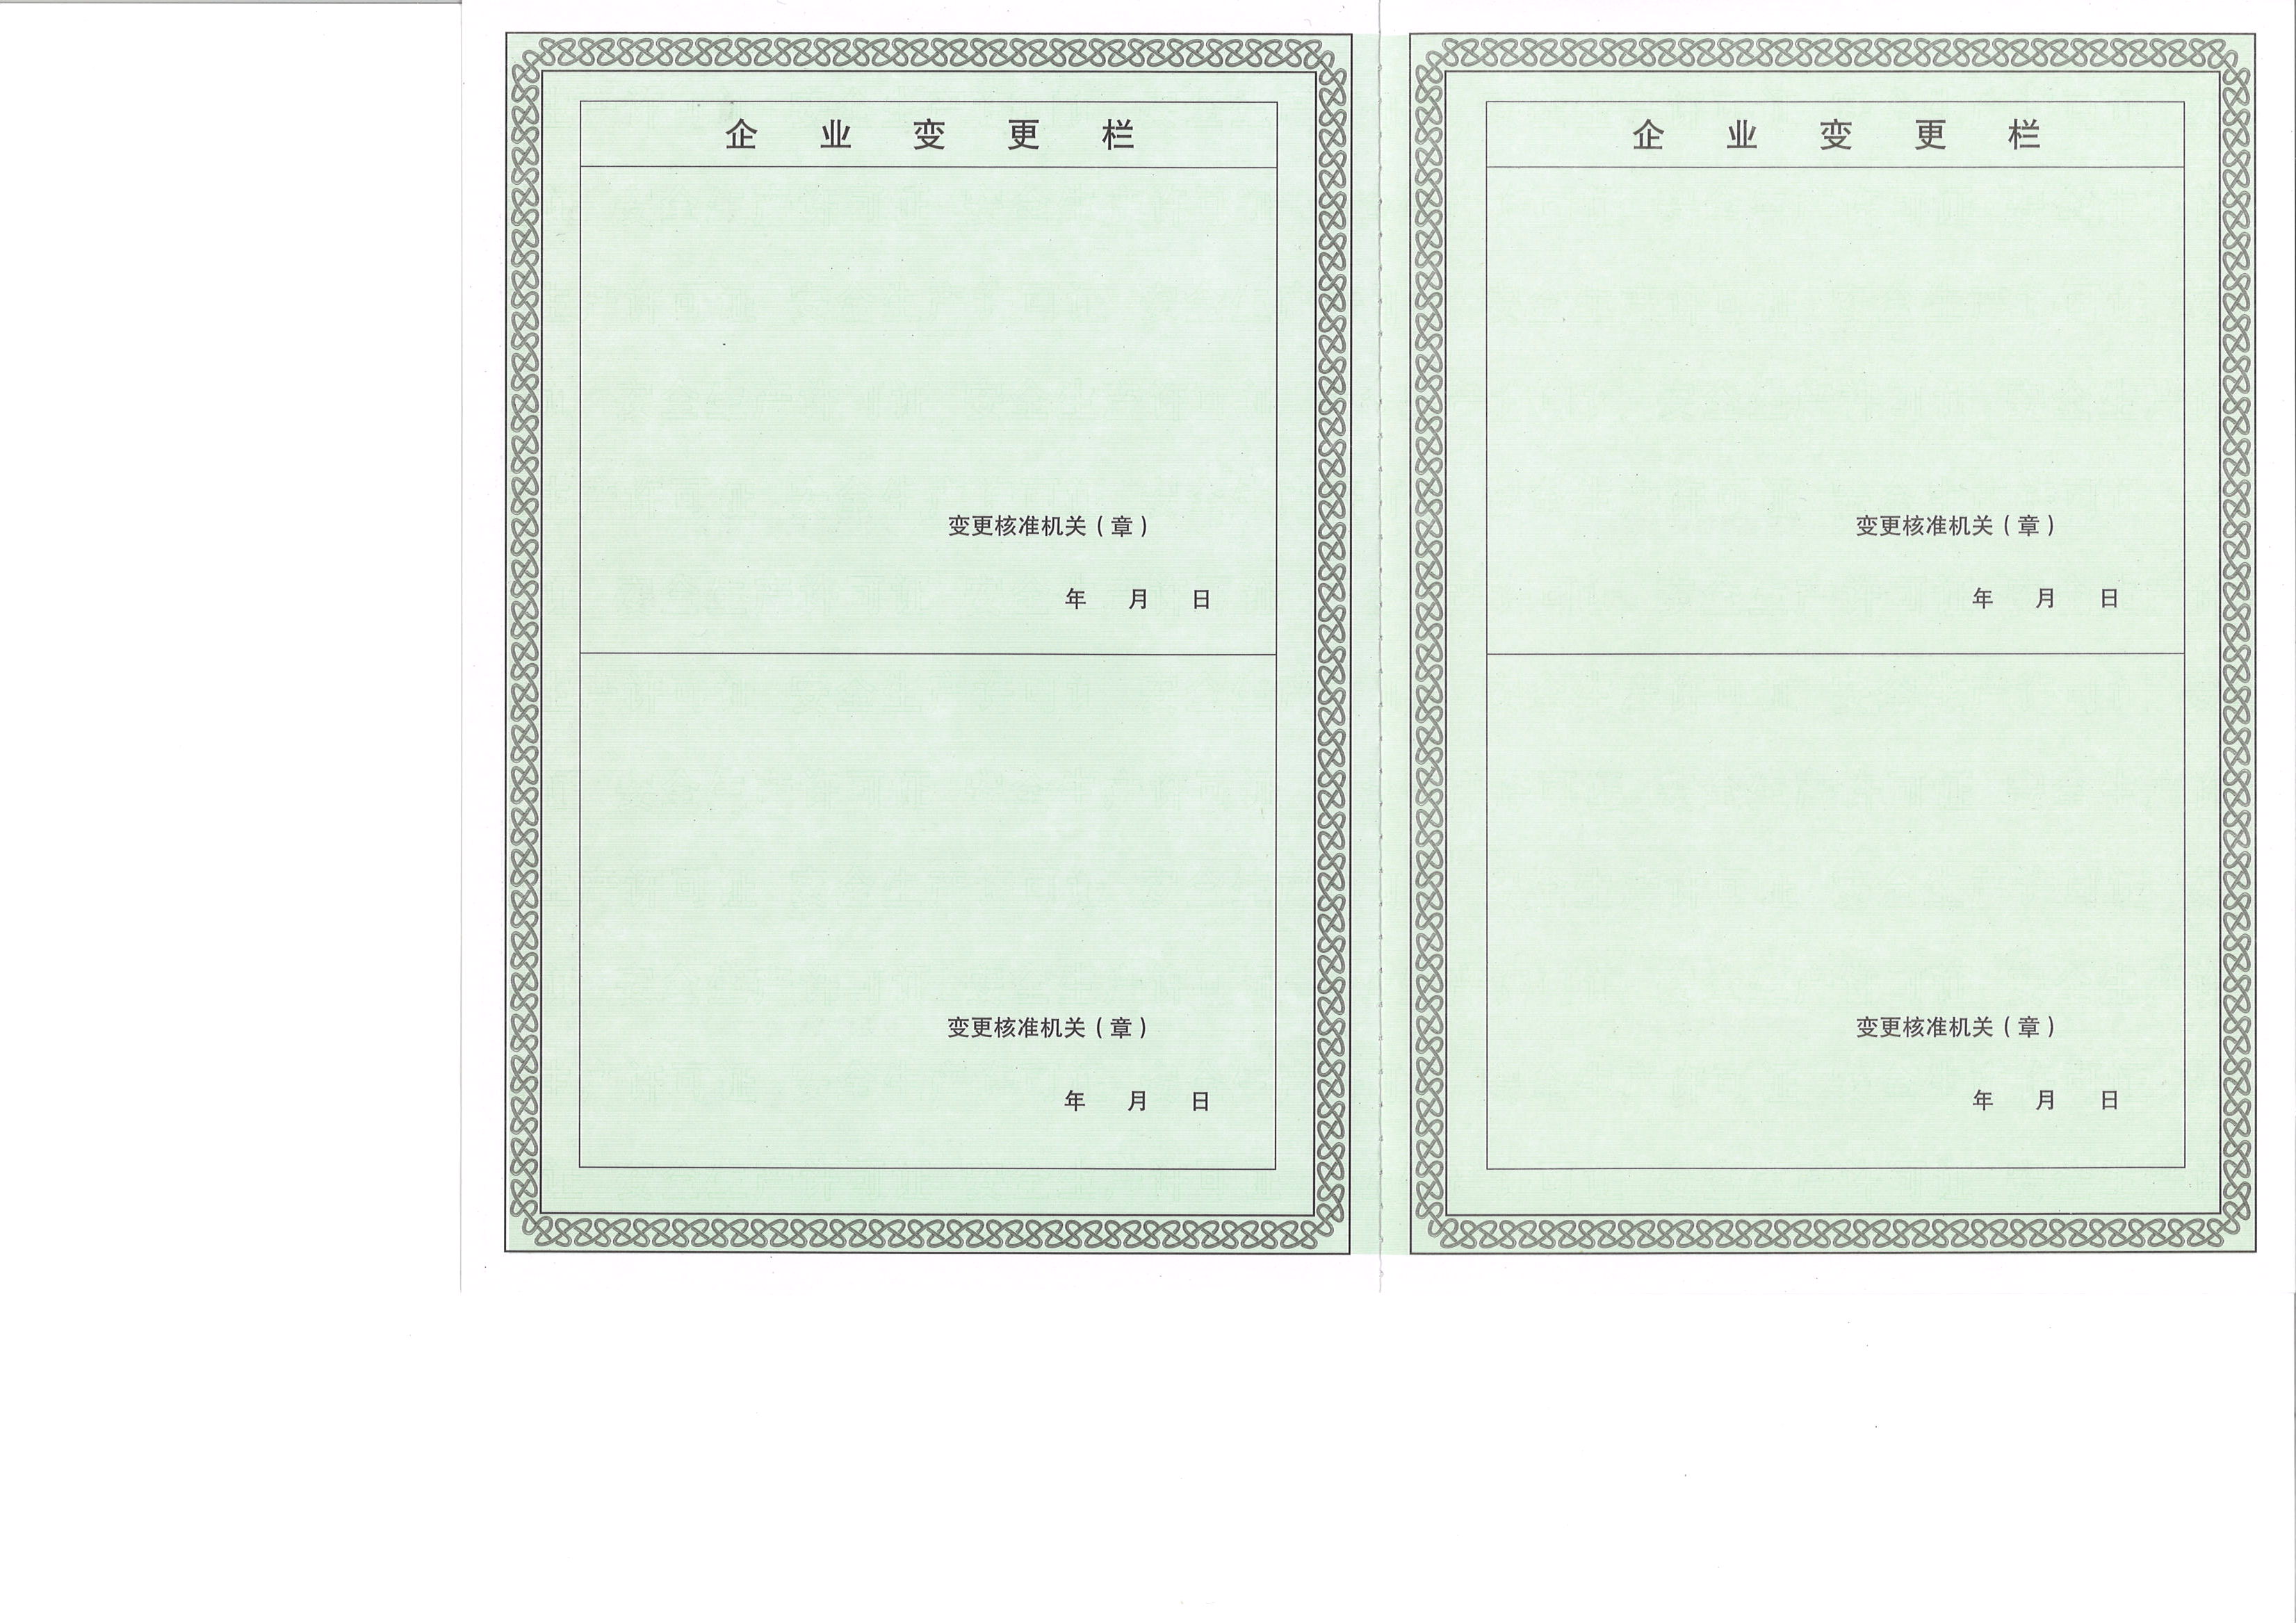 企 业 变 更 栏
变更核准机关（章）
年 月 日
变更核准机关（章）
年 月 日
企 业 变 更 栏
变更核准机关（章）
年 月 日
变更核准机关（章）
年 月 日